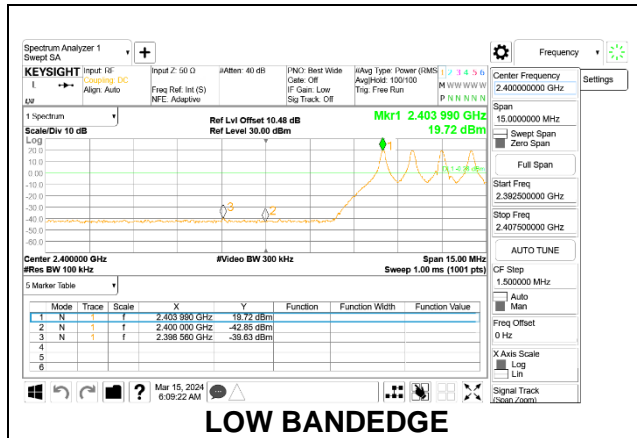 Spectrum Analyzer 1
Swept SA
Frequency
KEYSIGHT
Input: RF
Coupling: DC
Align: Auto
Input Z: 50 Ω
Freq Ref: Int (S)
NFE: Adaptive
#Atten: 40 dB
PNO: Best Wide
Gate: Off
IF Gain: Low
Sig Track: Off
#Avg Type: Power (RMS
Avg|Hold: 100/100
Trig: Free Run
1 2 3 4 5 6
M W W W W W
P N N N N N
Center Frequency
2.400000000 GHz
Settings
Span
15.0000000 MHz
Swept Span
Zero Span
Full Span
Start Freq
2.392500000 GHz
Stop Freq
2.407500000 GHz
AUTO TUNE
CF Step
1.500000 MHz
Auto
Man
Freq Offset
0 Hz
X Axis Scale
Log
Lin
Signal Track
(Span Zoom)
1 Spectrum
Scale/Div 10 dB
Log
Ref Lvl Offset 10.48 dB
Ref Level 30.00 dBm
Mkr1 2.403 990 GHz
19.72 dBm
20.0
10.0
0.00
-10.0
-20.0
-30.0
-40.0
-50.0
-60.0
1
2
3
Center 2.400000 GHz
#Res BW 100 kHz
#Video BW 300 kHz
Span 15.00 MHz
Sweep 1.00 ms (1001 pts)
5 Marker Table
Mode Trace Scale X Y Function Function Width Function Value
1 N 1 f 2.403 990 GHz 19.72 dBm
2 N 1 f 2.400 000 GHz -42.85 dBm
3 N 1 f 2.398 560 GHz -39.63 dBm
4
5
6
?
Mar 15, 2024
6:09:22 AM
LOW BANDEDGE